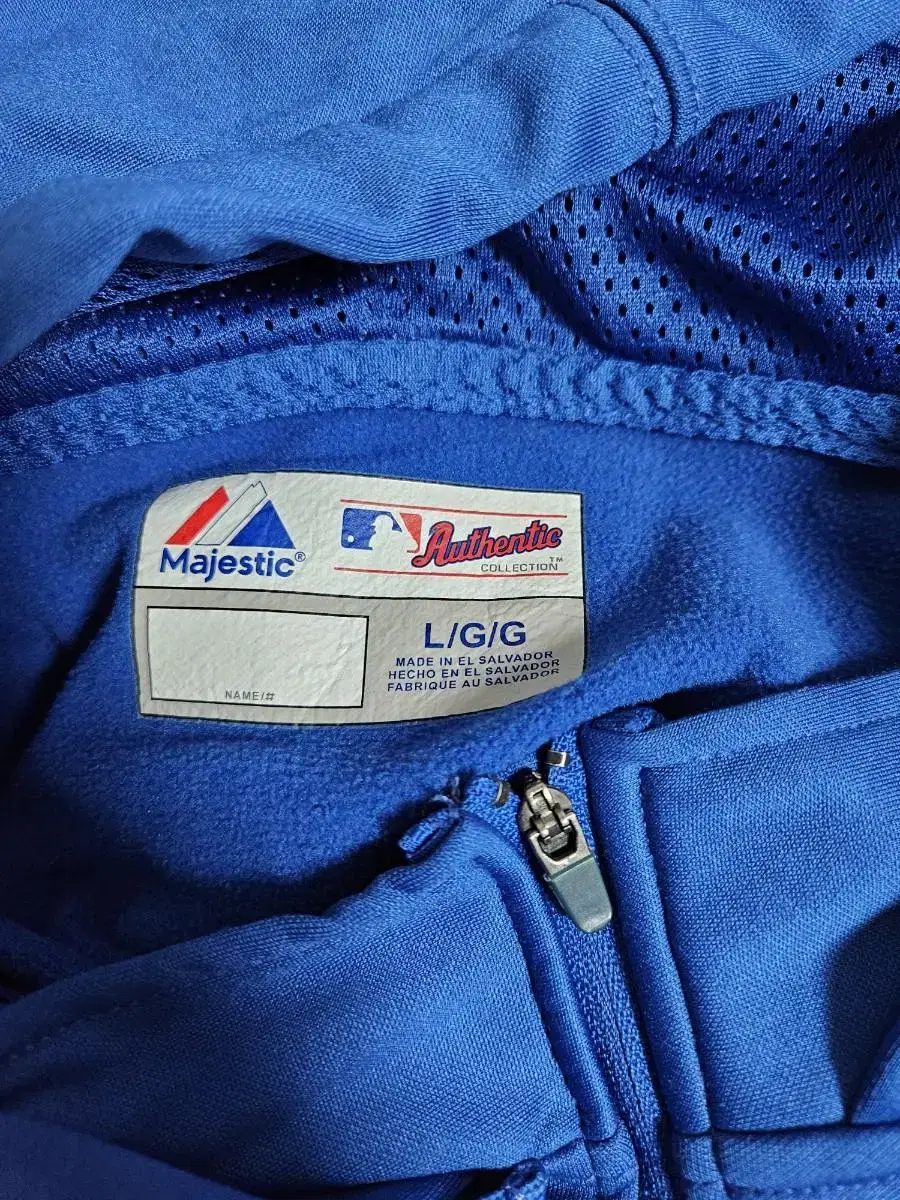 Majestic®
Authentic
COLLECTION™
NAME/#
L/G/G
MADE IN EL SALVADOR
HECHO EN EL SALVADOR
FABRIQUE AU SALVADOR